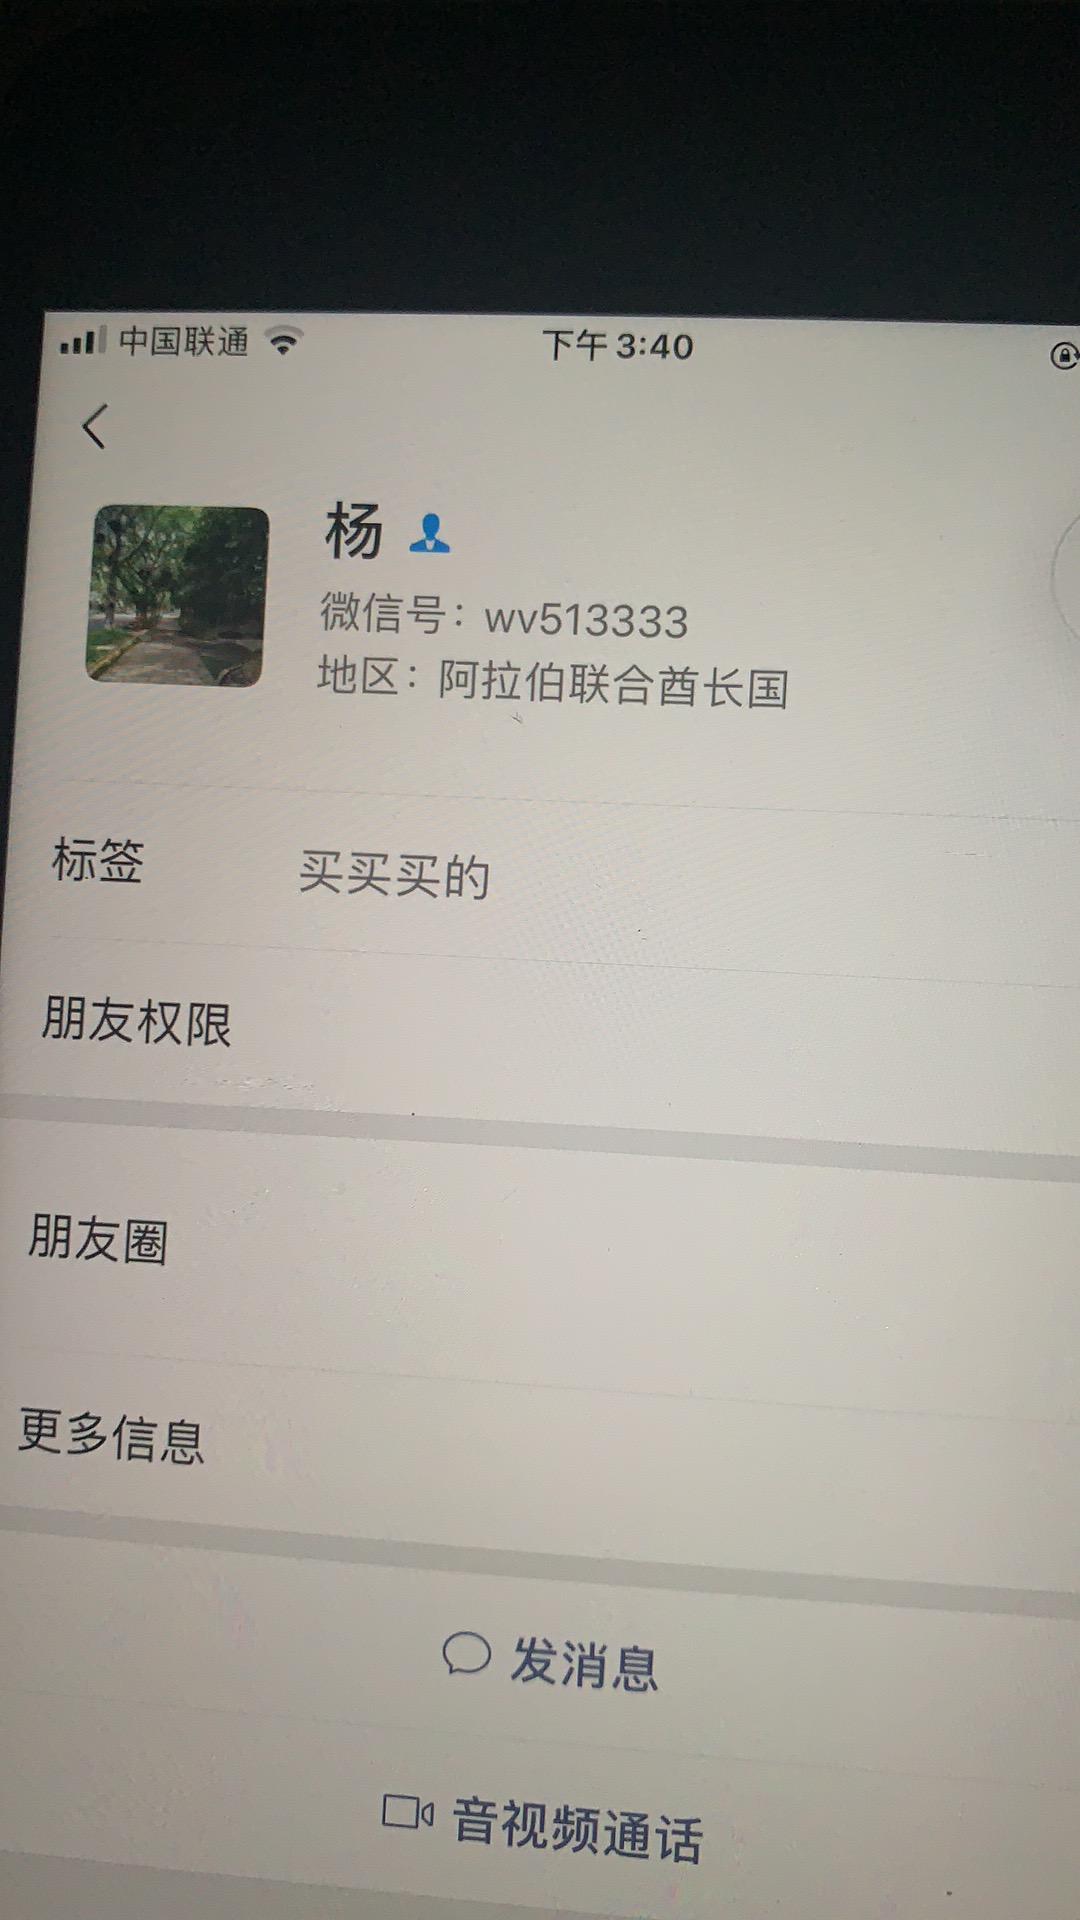 中国联通 下午3:40
杨
微信号：wv513333
地区：阿拉伯联合酋长国
标签 买买买的
朋友权限
朋友圈
更多信息
发消息
音视频通话